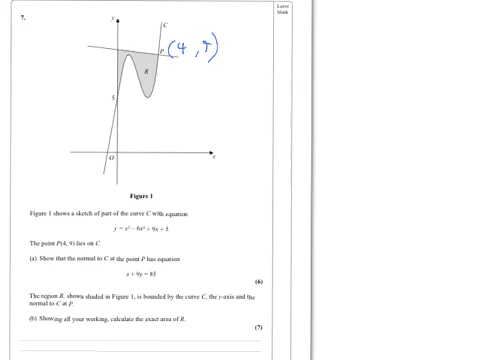 Leave
blank
7.
y
C
P
(4, 9)
R
5
O
x
Figure 1
Figure 1 shows a sketch of part of the curve C with equation
y = x³ – 6x² + 9x + 5
The point P(4, 9) lies on C.
(a) Show that the normal to C at the point P has equation
x + 9y = 85
(6)
The region R, shown shaded in Figure 1, is bounded by the curve C, the y-axis and the
normal to C at P.
(b) Showing all your working, calculate the exact area of R.
(7)